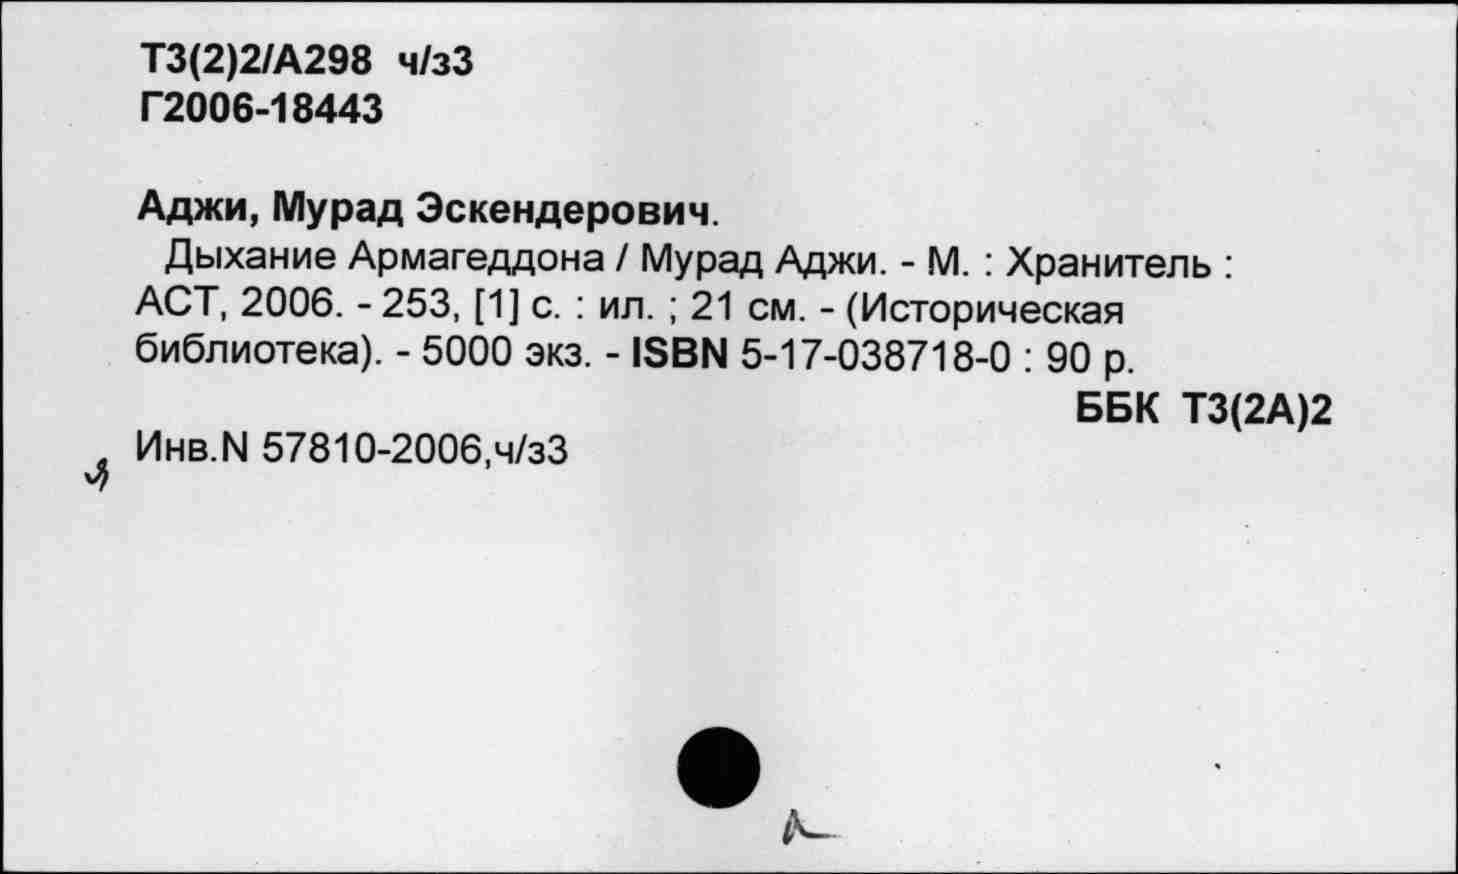 Т3(2)2/А298 ч/з3
Г2006-18443
Аджи, Мурад Эскендерович.
Дыхание Армагеддона / Мурад Аджи. - М. : Хранитель :
АСТ, 2006. - 253, [1] с. : ил. ; 21 см. - (Историческая
библиотека). - 5000 экз. - ISBN 5-17-038718-0 : 90 р.
ББК Т3(2А)2
Инв.N 57810-2006,ч/з3